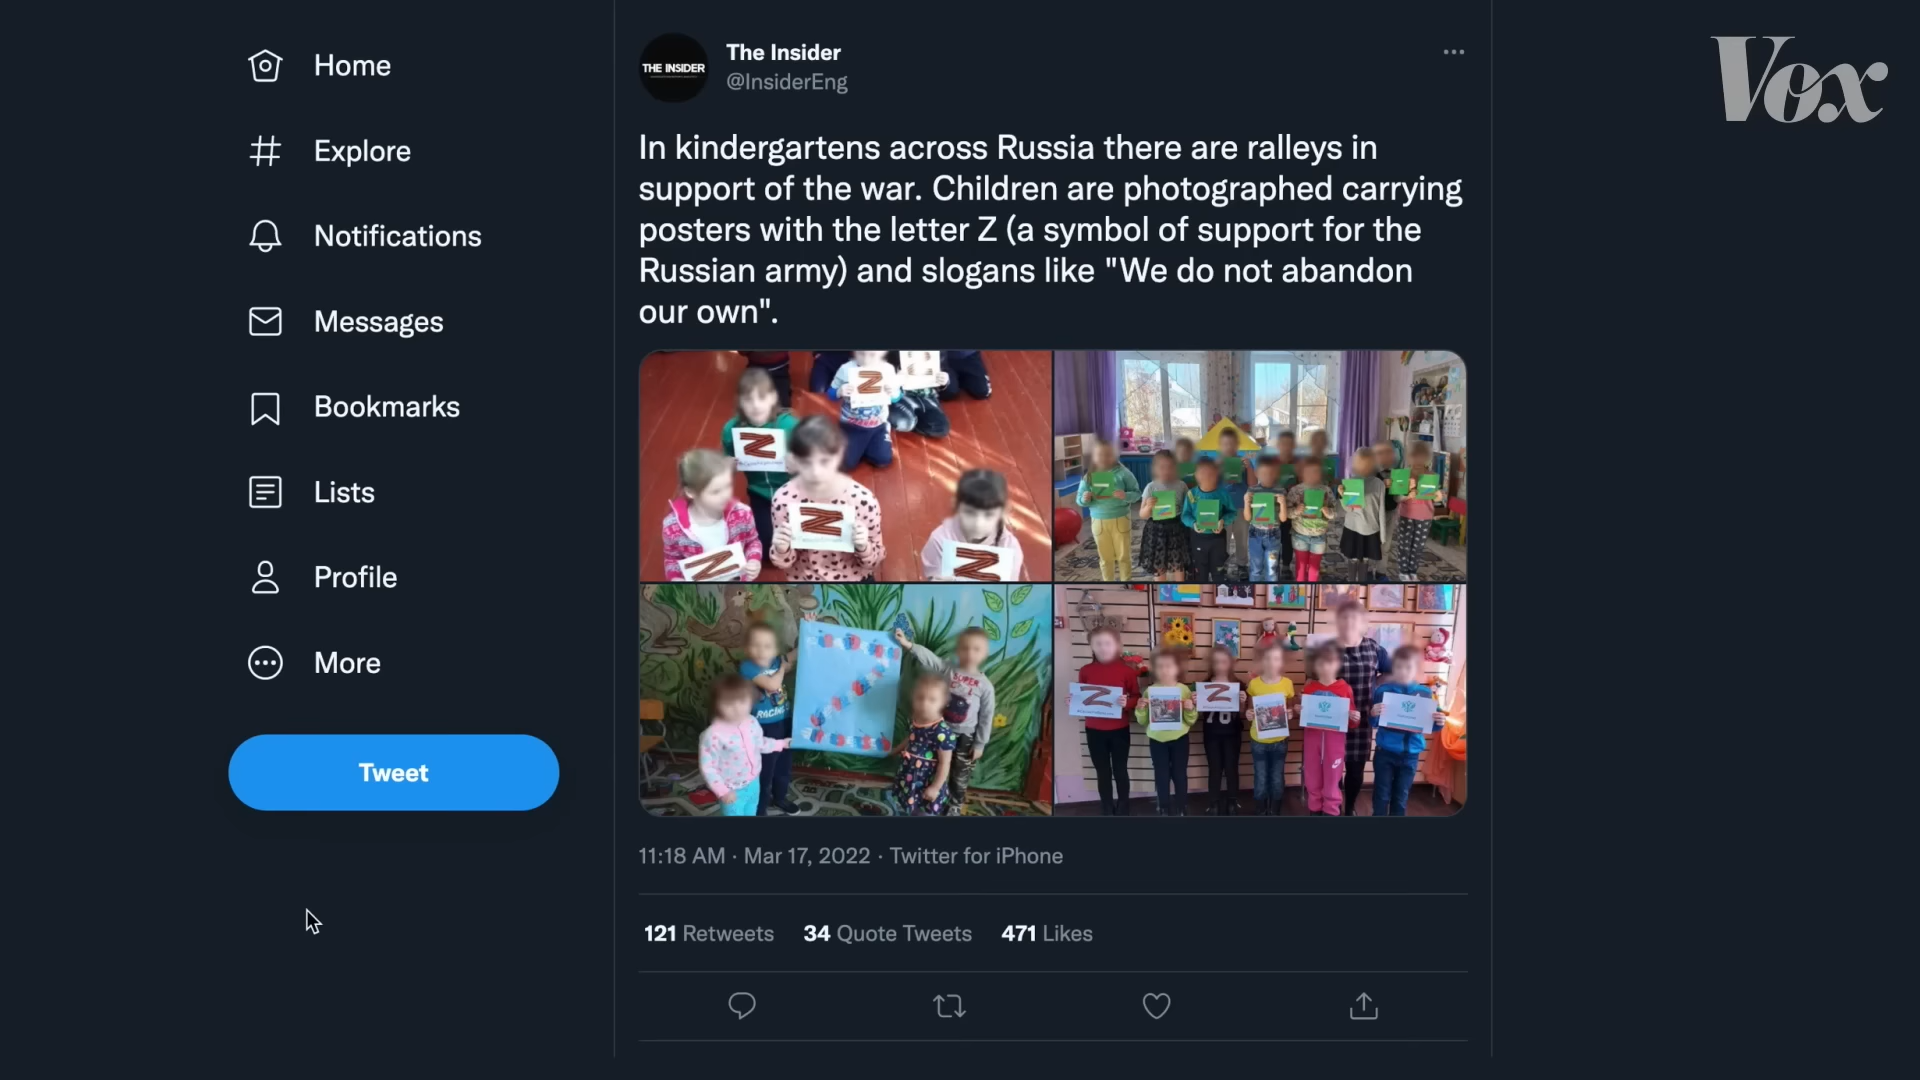 Home
Explore
Notifications
Messages
Bookmarks
Lists
Profile
More
Tweet
THE INSIDER
The Insider
@InsiderEng
In kindergartens across Russia there are ralleys in
support of the war. Children are photographed carrying
posters with the letter Z (a symbol of support for the
Russian army) and slogans like "We do not abandon
our own".
Z
Z
Z
Z
Z
Z
Z
Z
11:18 AM · Mar 17, 2022 · Twitter for iPhone
121 Retweets 34 Quote Tweets 471 Likes
Vox